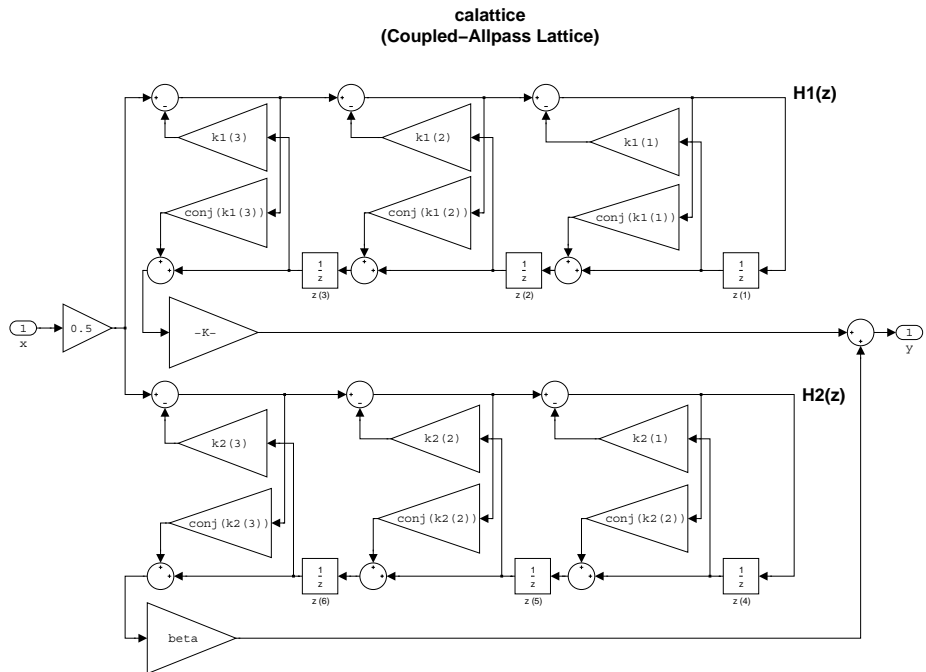 calattice
(Coupled−Allpass Lattice)
H1(z)
+
−
+
−
+
−
k1(3)
k1(2)
k1(1)
conj(k1(3))
conj(k1(2))
conj(k1(1))
+
+
1
z
z (3)
+
+
1
z
z (2)
+
+
1
z
z (1)
1
x
0.5
−K−
+
+
1
y
H2(z)
+
−
+
−
+
−
k2(3)
k2(2)
k2(1)
conj(k2(3))
conj(k2(2))
conj(k2(2))
+
+
1
z
z (6)
+
+
1
z
z (5)
+
+
1
z
z (4)
beta